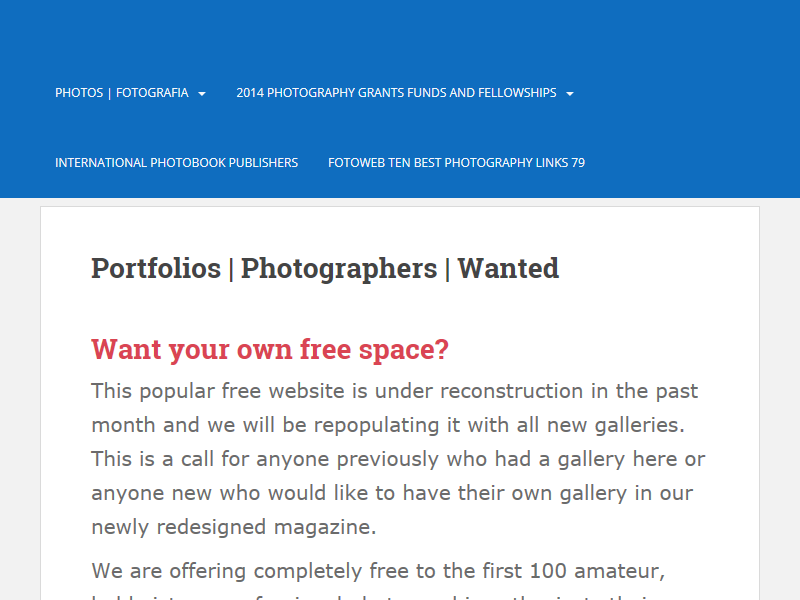 PHOTOS | FOTOGRAFIA
2014 PHOTOGRAPHY GRANTS FUNDS AND FELLOWSHIPS
INTERNATIONAL PHOTOBOOK PUBLISHERS
FOTOWEB TEN BEST PHOTOGRAPHY LINKS 79
Portfolios | Photographers | Wanted
Want your own free space?
This popular free website is under reconstruction in the past
month and we will be repopulating it with all new galleries.
This is a call for anyone previously who had a gallery here or
anyone new who would like to have their own gallery in our
newly redesigned magazine.
We are offering completely free to the first 100 amateur,